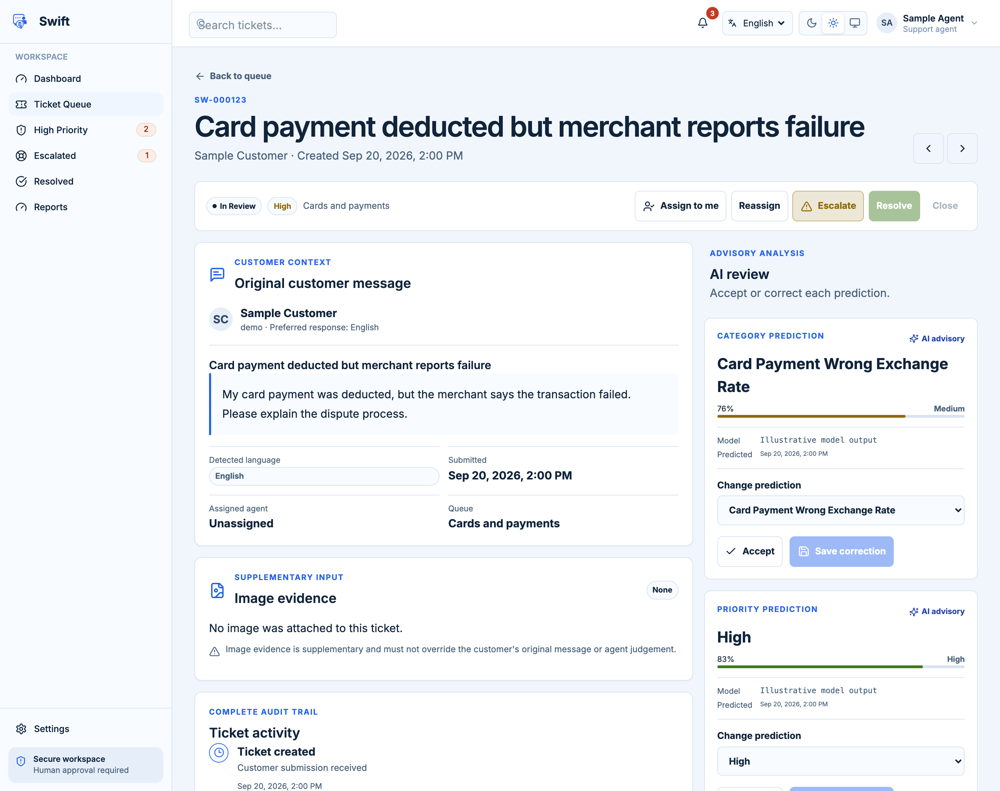 Swift
Search tickets...
3
English
SA
Sample Agent
Support agent
WORKSPACE
Dashboard
Ticket Queue
High Priority
2
Escalated
1
Resolved
Reports
Settings
Secure workspace
Human approval required
Back to queue
SW-000123
Card payment deducted but merchant reports failure
Sample Customer · Created Sep 20, 2026, 2:00 PM
In Review
High
Cards and payments
Assign to me
Reassign
Escalate
Resolve
Close
CUSTOMER CONTEXT
Original customer message
SC
Sample Customer
demo · Preferred response: English
Card payment deducted but merchant reports failure
My card payment was deducted, but the merchant says the transaction failed.
Please explain the dispute process.
Detected language
English
Submitted
Sep 20, 2026, 2:00 PM
Assigned agent
Unassigned
Queue
Cards and payments
SUPPLEMENTARY INPUT
Image evidence
None
No image was attached to this ticket.
Image evidence is supplementary and must not override the customer's original message or agent judgement.
COMPLETE AUDIT TRAIL
Ticket activity
Ticket created
Customer submission received
Sep 20, 2026, 2:00 PM
ADVISORY ANALYSIS
AI review
Accept or correct each prediction.
CATEGORY PREDICTION
AI advisory
Card Payment Wrong Exchange
Rate
76%
Medium
Model
Illustrative model output
Predicted
Sep 20, 2026, 2:00 PM
Change prediction
Card Payment Wrong Exchange Rate
Accept
Save correction
PRIORITY PREDICTION
AI advisory
High
83%
High
Model
Illustrative model output
Predicted
Sep 20, 2026, 2:00 PM
Change prediction
High